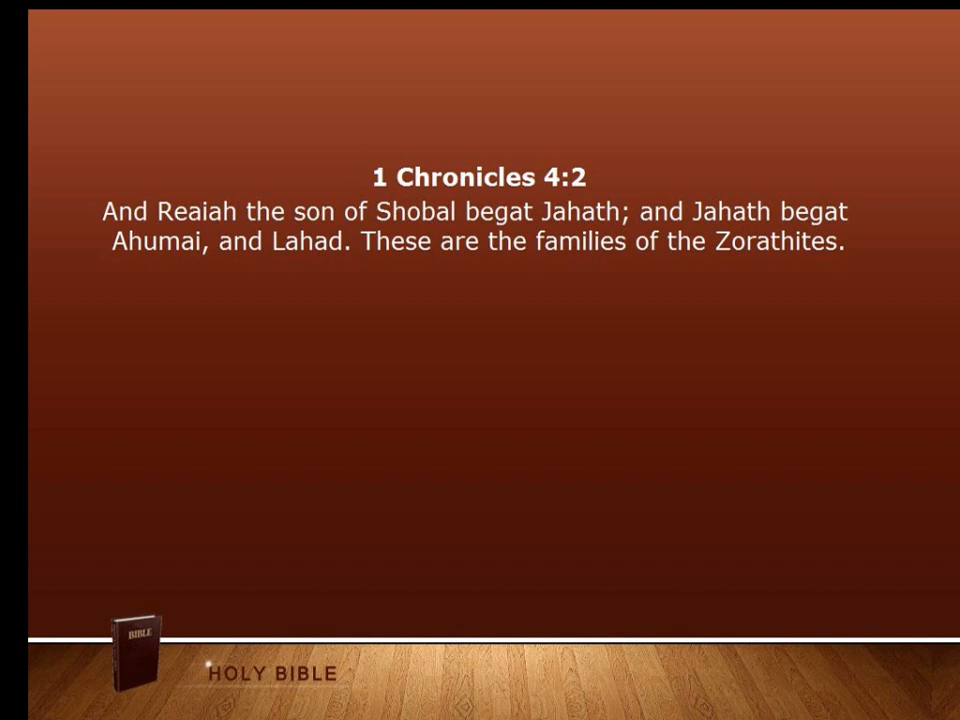 1 Chronicles 4:2
And Reaiah the son of Shobal begat Jahath; and Jahath begat
Ahumai, and Lahad. These are the families of the Zorathites.
BIBLE
HOLY BIBLE